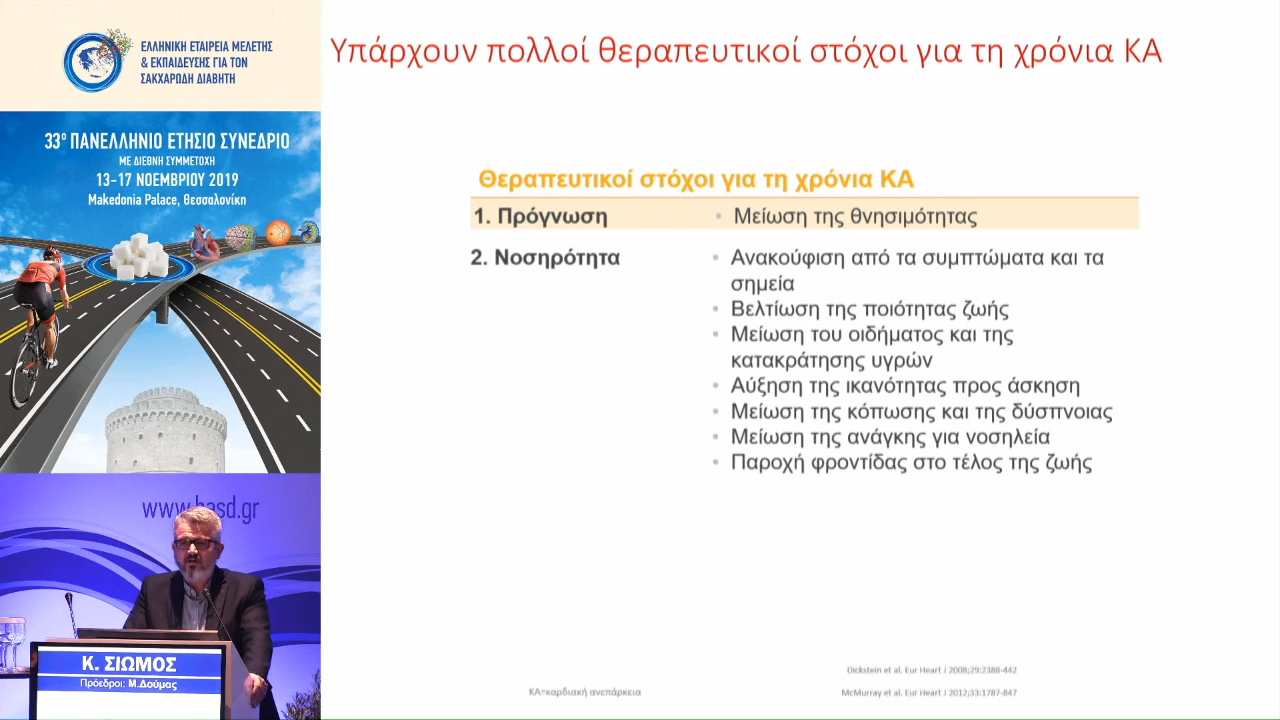 ΕΛΛΗΝΙΚΗ ΕΤΑΙΡΕΙΑ ΜΕΛΕΤΗΣ
& ΕΚΠΑΙΔΕΥΣΗΣ ΓΙΑ ΤΟΝ
ΣΑΚΧΑΡΩΔΗ ΔΙΑΒΗΤΗ
33ο ΠΑΝΕΛΛΗΝΙΟ ΕΤΗΣΙΟ ΣΥΝΕΔΡΙΟ
ΜΕ ΔΙΕΘΝΗ ΣΥΜΜΕΤΟΧΗ
13-17 ΝΟΕΜΒΡΙΟΥ 2019
Makedonia Palace, Θεσσαλονίκη
www.hasd.gr
Κ. ΣΙΩΜΟΣ
Πρόεδροι: Μ.Δούμας
Υπάρχουν πολλοί θεραπευτικοί στόχοι για τη χρόνια ΚΑ
Θεραπευτικοί στόχοι για τη χρόνια ΚΑ
1. Πρόγνωση • Μείωση της θνησιμότητας
2. Νοσηρότητα • Ανακούφιση από τα συμπτώματα και τα
σημεία
• Βελτίωση της ποιότητας ζωής
• Μείωση του οιδήματος και της
κατακράτησης υγρών
• Αύξηση της ικανότητας προς άσκηση
• Μείωση της κόπωσης και της δύσπνοιας
• Μείωση της ανάγκης για νοσηλεία
• Παροχή φροντίδας στο τέλος της ζωής
Dickstein et al. Eur Heart J 2008;29:2388-442
ΚΑ=καρδιακή ανεπάρκεια
McMurray et al. Eur Heart J 2012;33:1787-847